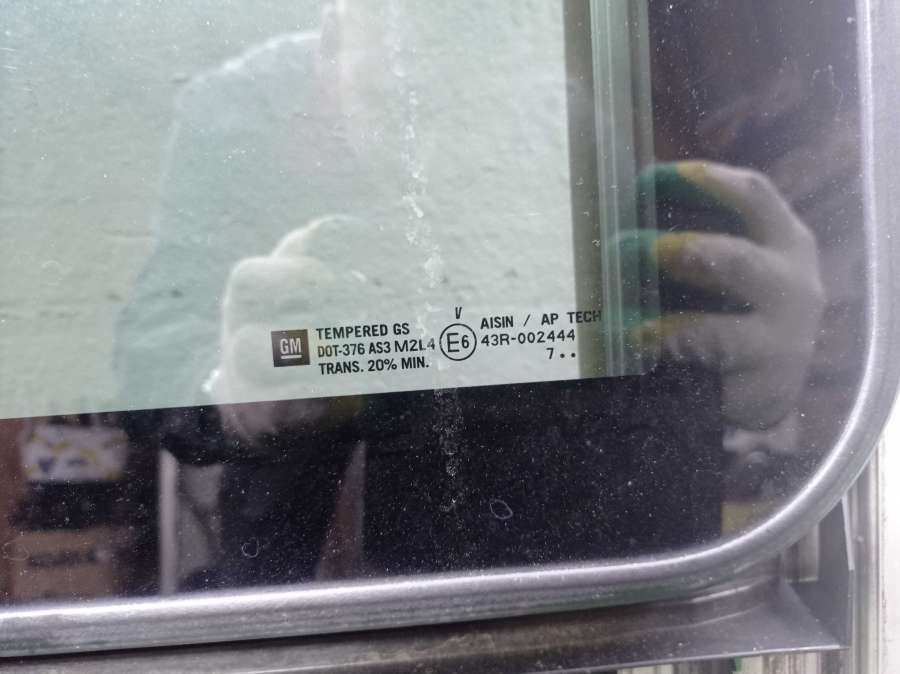 GM
TEMPERED GS
DOT-376 AS3 M2L4
TRANS. 20% MIN.
V
E6
AISIN / AP TECH
43R-002444
7..